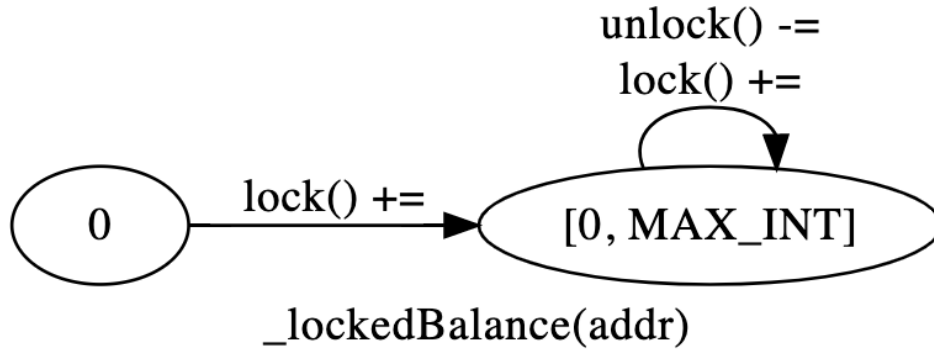 unlock() -=
lock() +=
0
lock() +=
[0, MAX_INT]
_lockedBalance(addr)